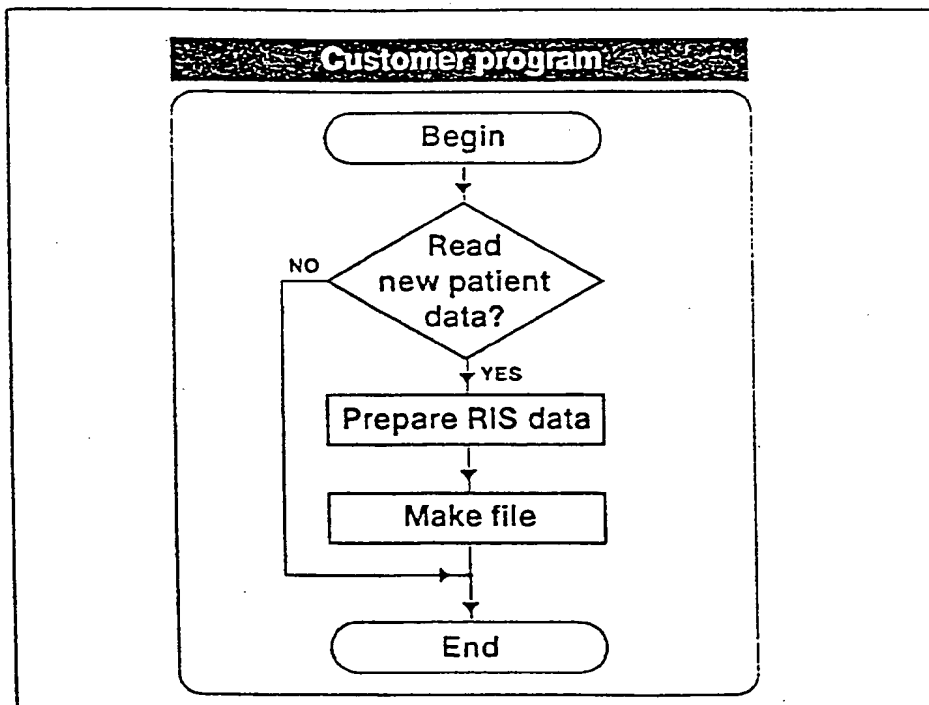 Customer program
Begin
Read
new patient
data?
NO
YES
Prepare RIS data
Make file
End